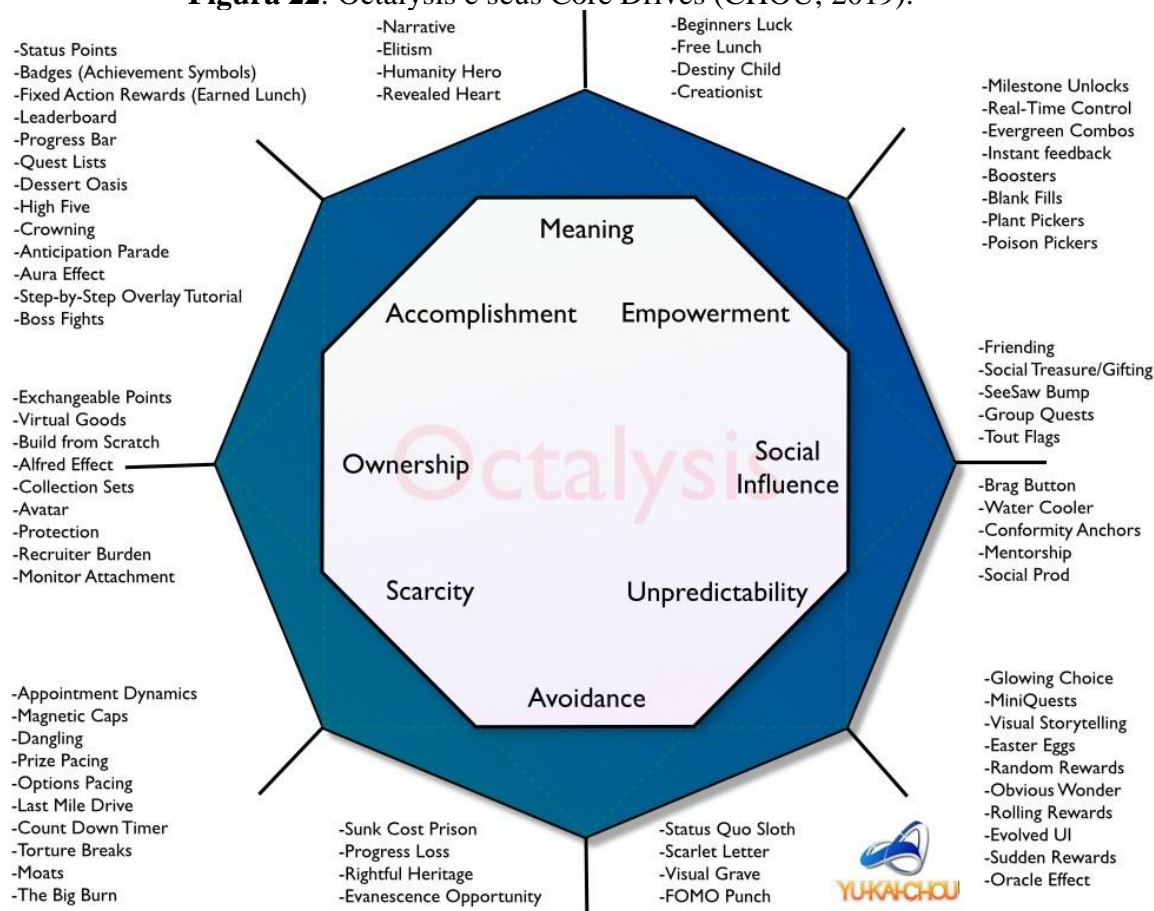 Figura 22: Octalysis e seus Core Drives (CHOU, 2019).
-Narrative
-Elitism
-Humanity Hero
-Revealed Heart
-Beginners Luck
-Free Lunch
-Destiny Child
-Creationist
-Status Points
-Badges (Achievement Symbols)
-Fixed Action Rewards (Earned Lunch)
-Leaderboard
-Progress Bar
-Quest Lists
-Dessert Oasis
-High Five
-Crowning
-Anticipation Parade
-Aura Effect
-Step-by-Step Overlay Tutorial
-Boss Fights
-Milestone Unlocks
-Real-Time Control
-Evergreen Combos
-Instant feedback
-Boosters
-Blank Fills
-Plant Pickers
-Poison Pickers
Meaning
Accomplishment
Empowerment
-Exchangeable Points
-Virtual Goods
-Build from Scratch
-Alfred Effect
-Collection Sets
-Avatar
-Protection
-Recruiter Burden
-Monitor Attachment
Ownership
Octalysis
Social
Influence
-Friending
-Social Treasure/Gifting
-SeeSaw Bump
-Group Quests
-Tout Flags
-Brag Button
-Water Cooler
-Conformity Anchors
-Mentorship
-Social Prod
Scarcity
Unpredictability
Avoidance
-Appointment Dynamics
-Magnetic Caps
-Dangling
-Prize Pacing
-Options Pacing
-Last Mile Drive
-Count Down Timer
-Torture Breaks
-Moats
-The Big Burn
-Sunk Cost Prison
-Progress Loss
-Rightful Heritage
-Evanescence Opportunity
-Status Quo Sloth
-Scarlet Letter
-Visual Grave
-FOMO Punch
-Glowing Choice
-MiniQuests
-Visual Storytelling
-Easter Eggs
-Random Rewards
-Obvious Wonder
-Rolling Rewards
-Evolved UI
-Sudden Rewards
-Oracle Effect
YU-KAI CHOU